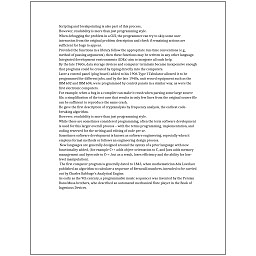 Scripting and breakpointing is also part of this process.
However, readability is more than just programming style.
When debugging the problem in a GUI, the programmer can try to skip some user
interaction from the original problem description and check if remaining actions are
sufficient for bugs to appear.
Provided the functions in a library follow the appropriate run-time conventions (e.g.,
method of passing arguments), then these functions may be written in any other language.
Integrated development environments (IDEs) aim to integrate all such help.
By the late 1960s, data storage devices and computer terminals became inexpensive enough
that programs could be created by typing directly into the computers.
Later a control panel (plug board) added to his 1906 Type I Tabulator allowed it to be
programmed for different jobs, and by the late 1940s, unit record equipment such as the
IBM 602 and IBM 604, were programmed by control panels in a similar way, as were the
first electronic computers.
For example, when a bug in a compiler can make it crash when parsing some large source
file, a simplification of the test case that results in only few lines from the original source file
can be sufficient to reproduce the same crash.
He gave the first description of cryptanalysis by frequency analysis, the earliest code-
breaking algorithm.
However, readability is more than just programming style.
While these are sometimes considered programming, often the term software development
is used for this larger overall process – with the terms programming, implementation, and
coding reserved for the writing and editing of code per se.
Sometimes software development is known as software engineering, especially when it
employs formal methods or follows an engineering design process.
New languages are generally designed around the syntax of a prior language with new
functionality added, (for example C++ adds object-orientation to C, and Java adds memory
management and bytecode to C++, but as a result, loses efficiency and the ability for low-
level manipulation).
The first computer program is generally dated to 1843, when mathematician Ada Lovelace
published an algorithm to calculate a sequence of Bernoulli numbers, intended to be carried
out by Charles Babbage's Analytical Engine.
As early as the 9th century, a programmable music sequencer was invented by the Persian
Banu Musa brothers, who described an automated mechanical flute player in the Book of
Ingenious Devices.